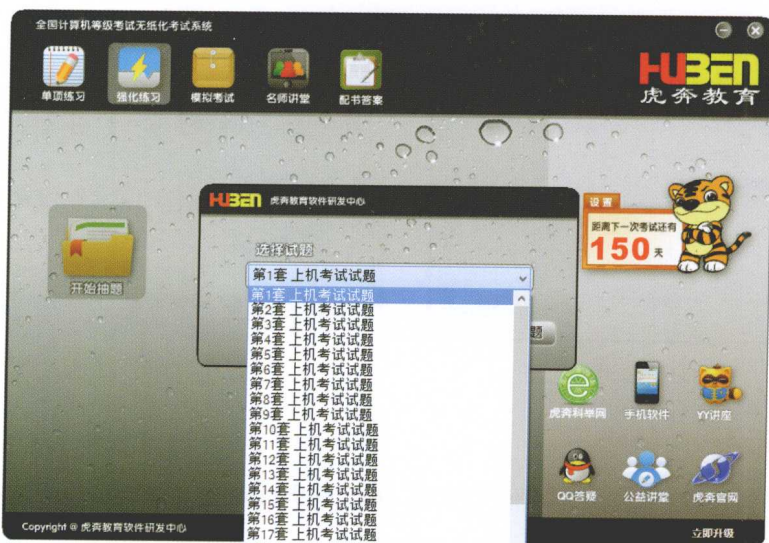 全国计算机等级考试无纸化考试系统
单项练习
强化练习
模拟考试
名师讲堂
配书答案
HUBEN
虎奔教育
开始抽题
HUBEN 虎奔教育软件研发中心
选择试题
第1套 上机考试试题
第1套 上机考试试题
第2套 上机考试试题
第3套 上机考试试题
第4套 上机考试试题
第5套 上机考试试题
第6套 上机考试试题
第7套 上机考试试题
第8套 上机考试试题
第9套 上机考试试题
第10套 上机考试试题
第11套 上机考试试题
第12套 上机考试试题
第13套 上机考试试题
第14套 上机考试试题
第15套 上机考试试题
第16套 上机考试试题
第17套 上机考试试题
题
设置
距离下一次考试还有
150 天
虎奔科举网
手机软件
YY讲座
QQ答疑
公益讲堂
虎奔官网
Copyright @ 虎奔教育软件研发中心
立即升级